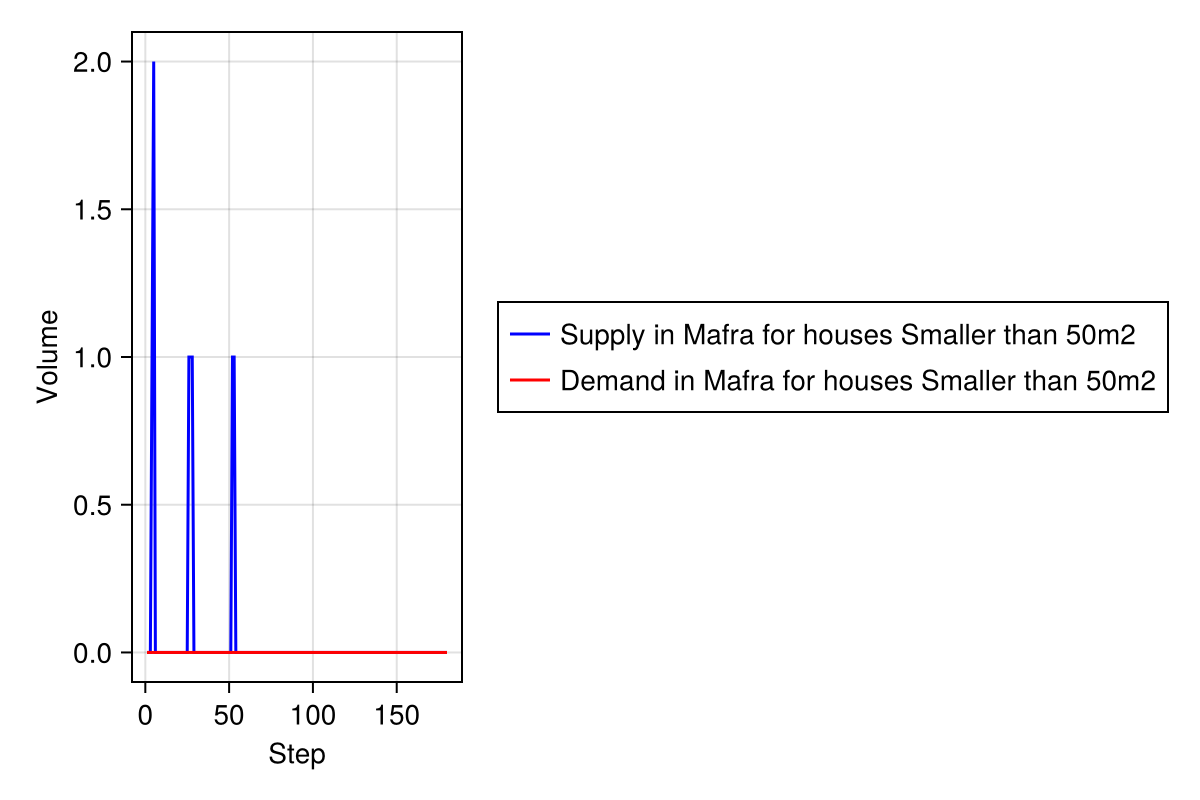 2.0
1.5
1.0
0.5
0.0
Volume
0 50 100 150
Step
Supply in Mafra for houses Smaller than 50m2
Demand in Mafra for houses Smaller than 50m2